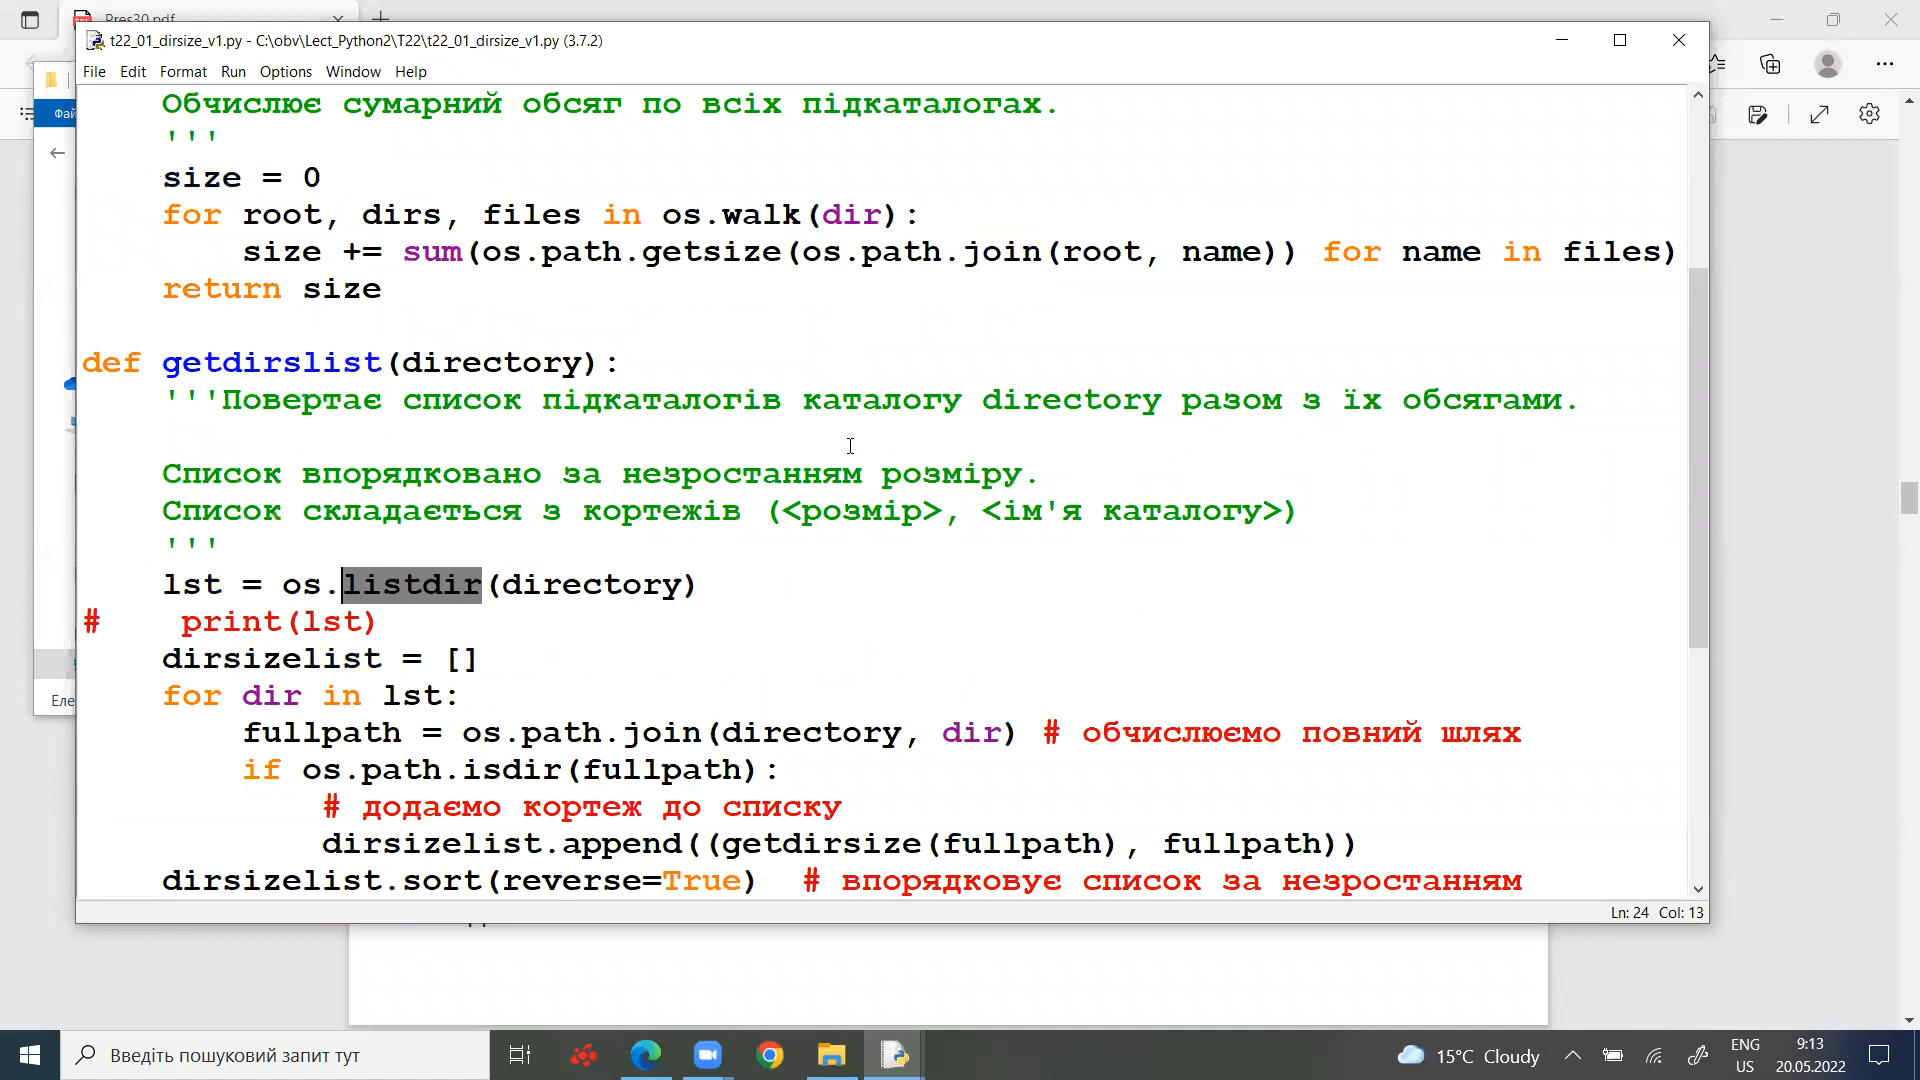 Pres30.pdf
t22_01_dirsize_v1.py - C:\obv\Lect_Python2\T22\t22_01_dirsize_v1.py (3.7.2)
File Edit Format Run Options Window Help
Обчислює сумарний обсяг по всіх підкаталогах.
'''
size = 0
for root, dirs, files in os.walk(dir):
size += sum(os.path.getsize(os.path.join(root, name)) for name in files)
return size
def getdirslist(directory):
'''Повертає список підкаталогів каталогу directory разом з їх обсягами.
Список впорядковано за незростанням розміру.
Список складається з кортежів (<розмір>, <ім'я каталогу>)
'''
lst = os.listdir(directory)
# print(lst)
dirsizelist = []
for dir in lst:
fullpath = os.path.join(directory, dir) # обчислюємо повний шлях
if os.path.isdir(fullpath):
# додаємо кортеж до списку
dirsizelist.append((getdirsize(fullpath), fullpath))
dirsizelist.sort(reverse=True) # впорядковує список за незростанням
Ln: 24 Col: 13
Фай
Еле
Введіть пошуковий запит тут
15°C Cloudy
ENG
US
9:13
20.05.2022